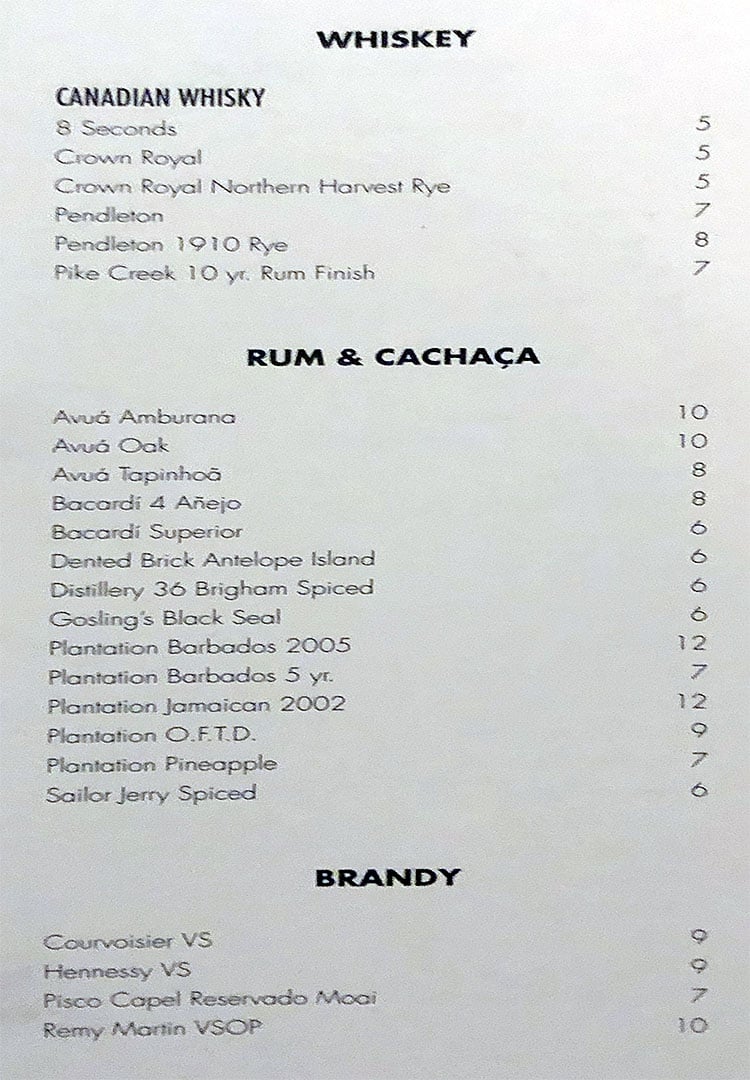 WHISKEY
CANADIAN WHISKY
8 Seconds 5
Crown Royal 5
Crown Royal Northern Harvest Rye 5
Pendleton 7
Pendleton 1910 Rye 8
Pike Creek 10 yr. Rum Finish 7
RUM & CACHAÇA
Avuá Amburana 10
Avuá Oak 10
Avuá Tapinhoã 8
Bacardí 4 Añejo 8
Bacardí Superior 6
Dented Brick Antelope Island 6
Distillery 36 Brigham Spiced 6
Gosling's Black Seal 6
Plantation Barbados 2005 12
Plantation Barbados 5 yr. 7
Plantation Jamaican 2002 12
Plantation O.F.T.D. 9
Plantation Pineapple 7
Sailor Jerry Spiced 6
BRANDY
Courvoisier VS 9
Hennessy VS 9
Pisco Capel Reservado Moai 7
Remy Martin VSOP 10